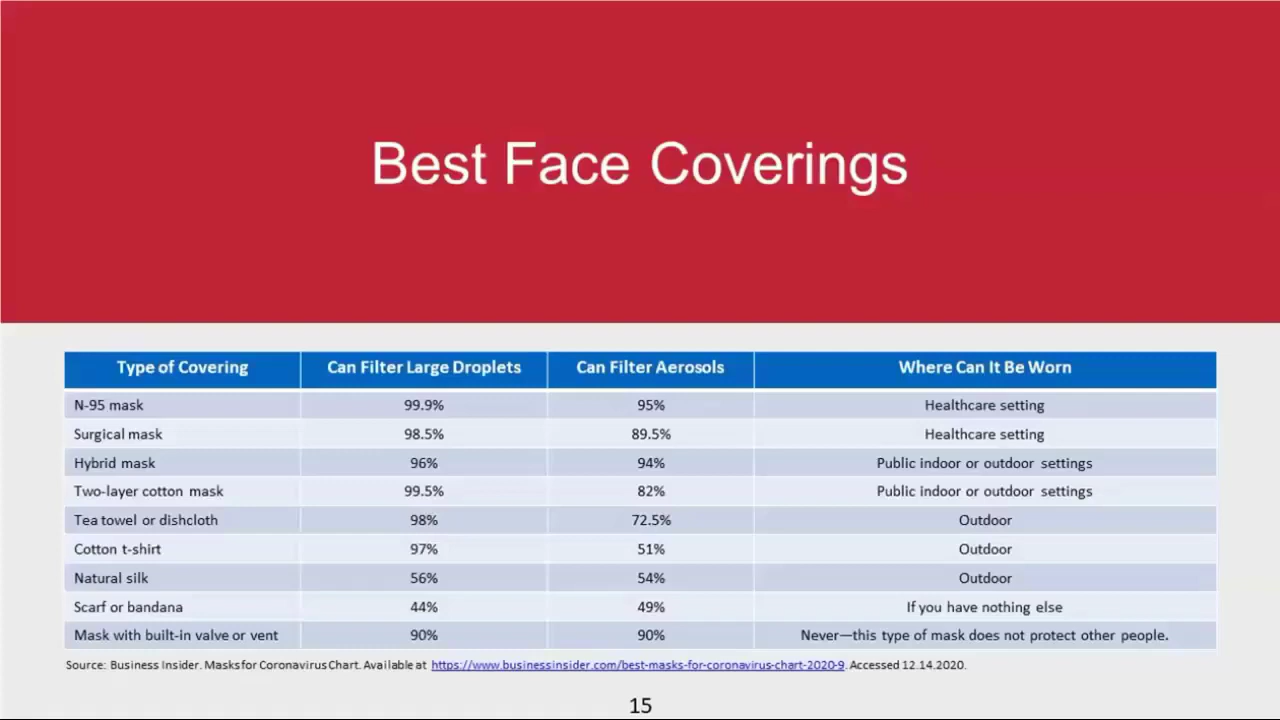 Best Face Coverings
Type of Covering Can Filter Large Droplets Can Filter Aerosols Where Can It Be Worn
N-95 mask 99.9% 95% Healthcare setting
Surgical mask 98.5% 89.5% Healthcare setting
Hybrid mask 96% 94% Public indoor or outdoor settings
Two-layer cotton mask 99.5% 82% Public indoor or outdoor settings
Tea towel or dishcloth 98% 72.5% Outdoor
Cotton t-shirt 97% 51% Outdoor
Natural silk 56% 54% Outdoor
Scarf or bandana 44% 49% If you have nothing else
Mask with built-in valve or vent 90% 90% Never—this type of mask does not protect other people.
Source: Business Insider. Masks for Coronavirus Chart. Available at https://www.businessinsider.com/best-masks-for-coronavirus-chart-2020-9. Accessed 12.14.2020.
15